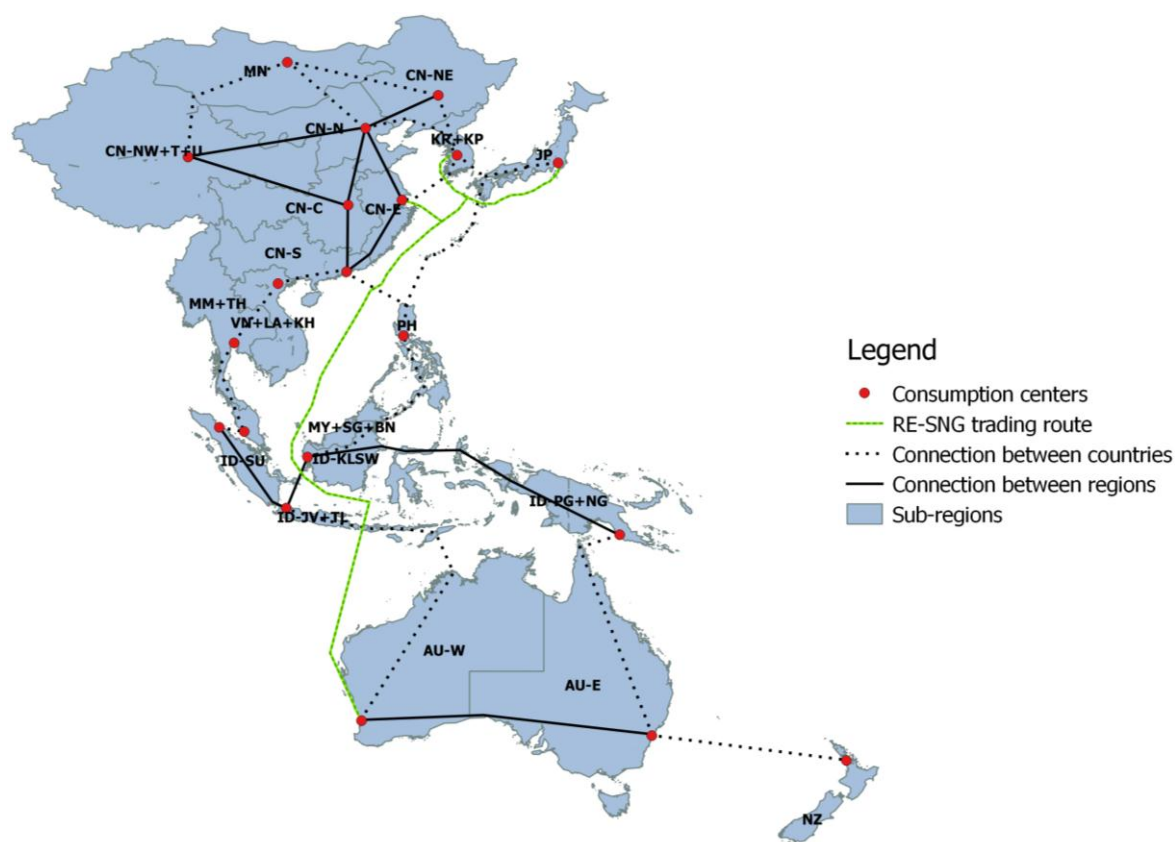 MN
CN-NE
CN-N
KR+KP
CN-NW+T+U
JP
CN-C
CN-E
CN-S
MM+TH
VN+LA+KH
PH
MY+SG+BN
ID-SU
ID-KLSW
ID-PG+NG
ID-JV+TL
AU-W
AU-E
NZ
Legend
Consumption centers
RE-SNG trading route
Connection between countries
Connection between regions
Sub-regions